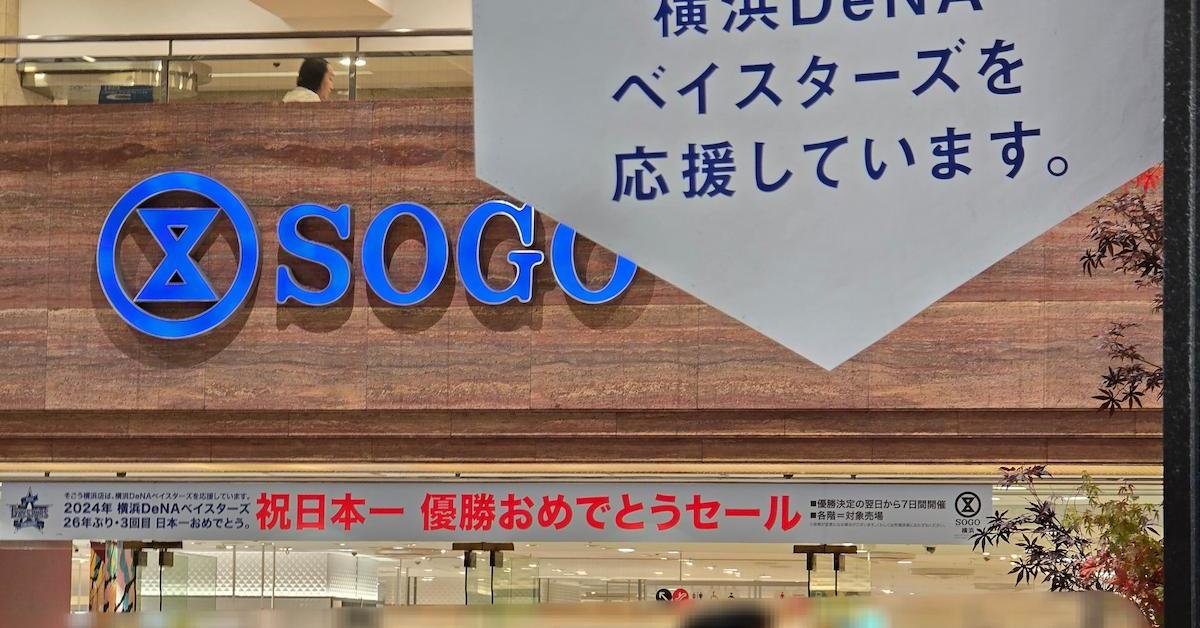 横浜DeNA
ベイスターズを
応援しています。
SOGO
そごう横浜店は、横浜DeNAベイスターズを応援しています。
2024年 横浜DeNAベイスターズ
26年ぶり・3回目 日本一おめでとう。
祝日本一 優勝おめでとうセール
■優勝決定の翌日から7日間開催
■各階=対象売場
SOGO
横浜